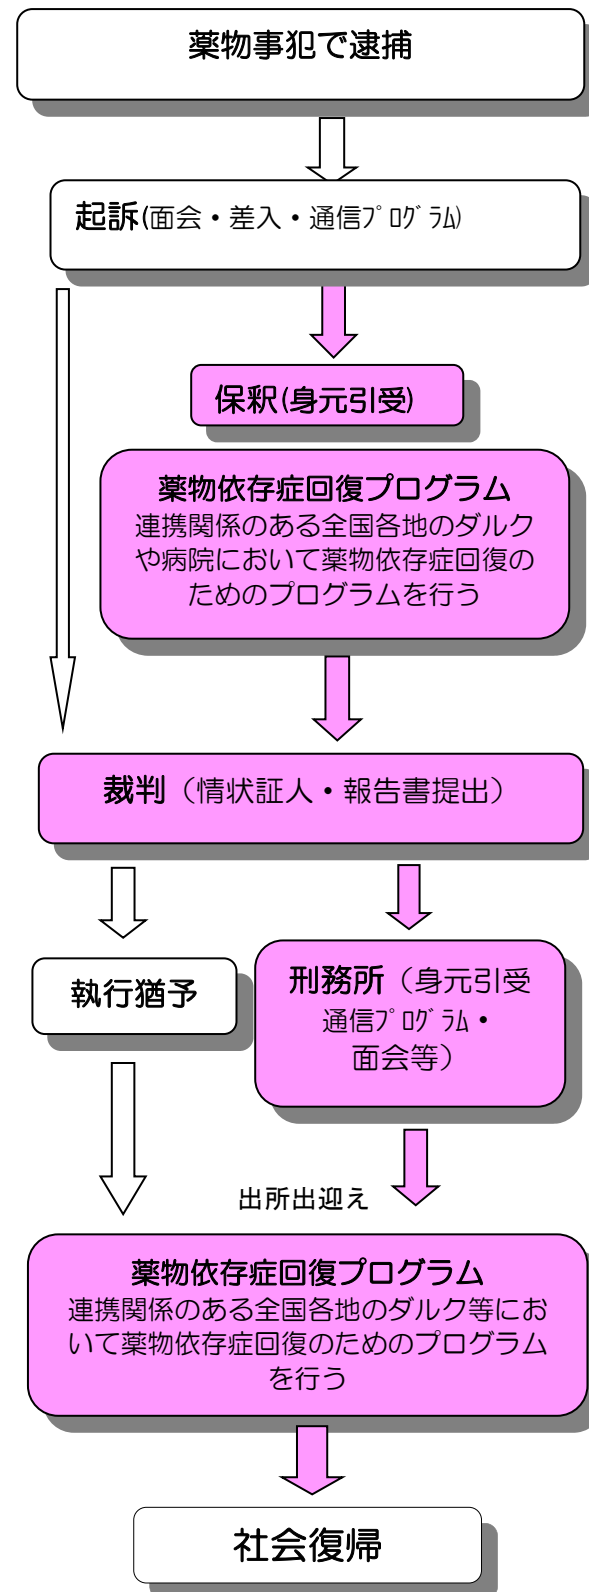 薬物事犯で逮捕
起訴(面会・差入・通信ﾌﾟﾛｸﾞﾗﾑ)
保釈(身元引受)
薬物依存症回復プログラム
連携関係のある全国各地のダルク
や病院において薬物依存症回復の
ためのプログラムを行う
裁判（情状証人・報告書提出）
執行猶予
刑務所（身元引受
通信ﾌﾟﾛｸﾞﾗﾑ・
面会等）
出所出迎え
薬物依存症回復プログラム
連携関係のある全国各地のダルク等にお
いて薬物依存症回復のためのプログラム
を行う
社会復帰